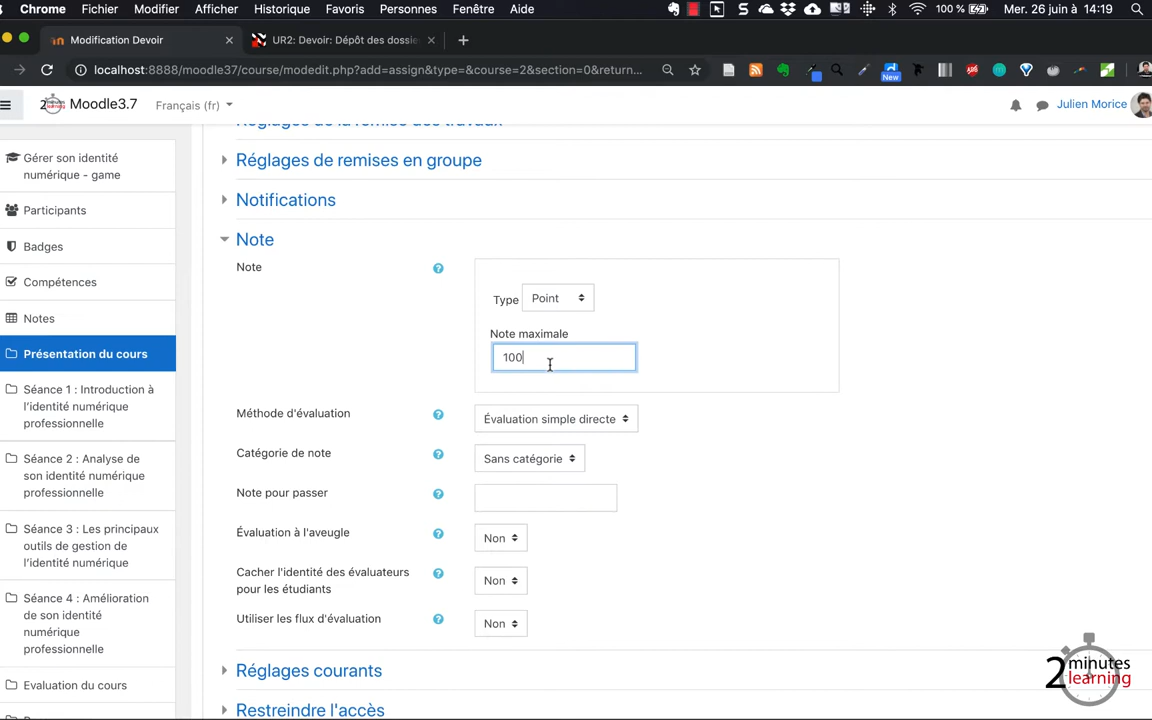 Chrome Fichier Modifier Afficher Historique Favoris Personnes Fenêtre Aide 100 % Mer. 26 juin à 14:19
Modification Devoir × UR2: Devoir: Dépôt des dossie × +
localhost:8888/moodle37/course/modedit.php?add=assign&type=&course=2&section=0&return... New ABP
2 minutes learning Moodle3.7 Français (fr) Julien Morice
Réglages de la remise des travaux
Gérer son identité
numérique - game
Participants
Badges
Compétences
Notes
Présentation du cours
Séance 1 : Introduction à
l'identité numérique
professionnelle
Séance 2 : Analyse de
son identité numérique
professionnelle
Séance 3 : Les principaux
outils de gestion de
l'identité numérique
Séance 4 : Amélioration
de son identité
numérique
professionnelle
Evaluation du cours
Réglages de remises en groupe
Notifications
Note
Note
Type Point
Note maximale
100
Méthode d'évaluation Évaluation simple directe
Catégorie de note Sans catégorie
Note pour passer
Évaluation à l'aveugle Non
Cacher l'identité des évaluateurs
pour les étudiants Non
Utiliser les flux d'évaluation Non
Réglages courants
Restreindre l'accès
2 minutes
learning